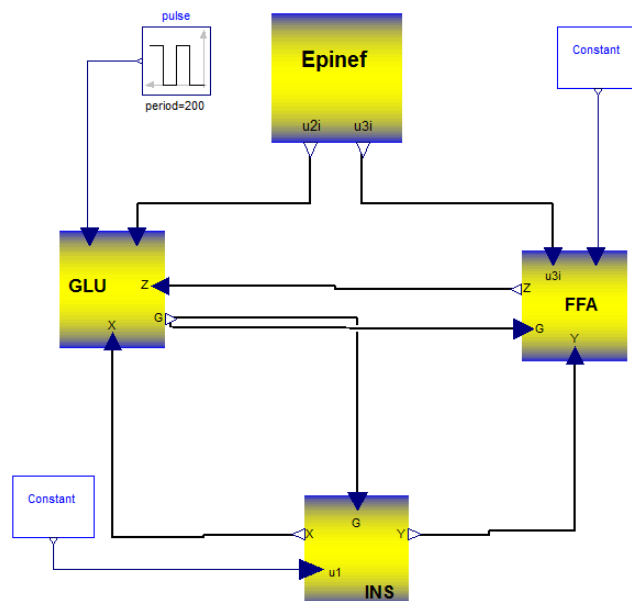 pulse
Epinef
Constant
period=200
u2i u3i
GLU
Z
X
G
u3i
Z
FFA
G
Y
Constant
X
G
Y
u1
INS